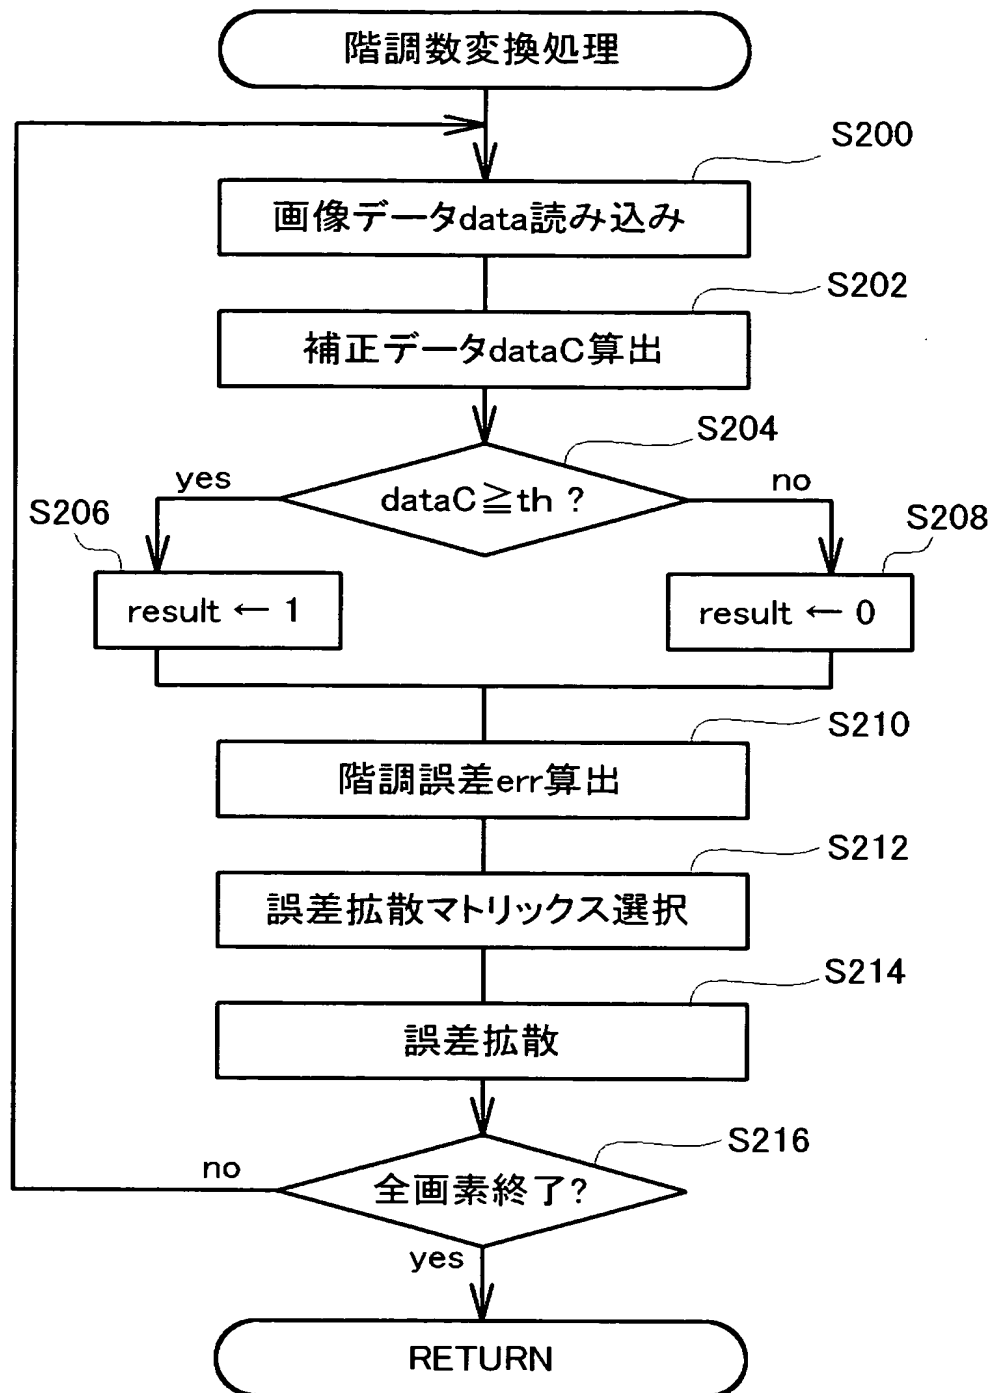 階調数変換処理
S200
画像データdata読み込み
S202
補正データdataC算出
S204
yes
dataC≧th ?
no
S206
S208
result ← 1
result ← 0
S210
階調誤差err算出
S212
誤差拡散マトリックス選択
S214
誤差拡散
S216
no
全画素終了?
yes
RETURN